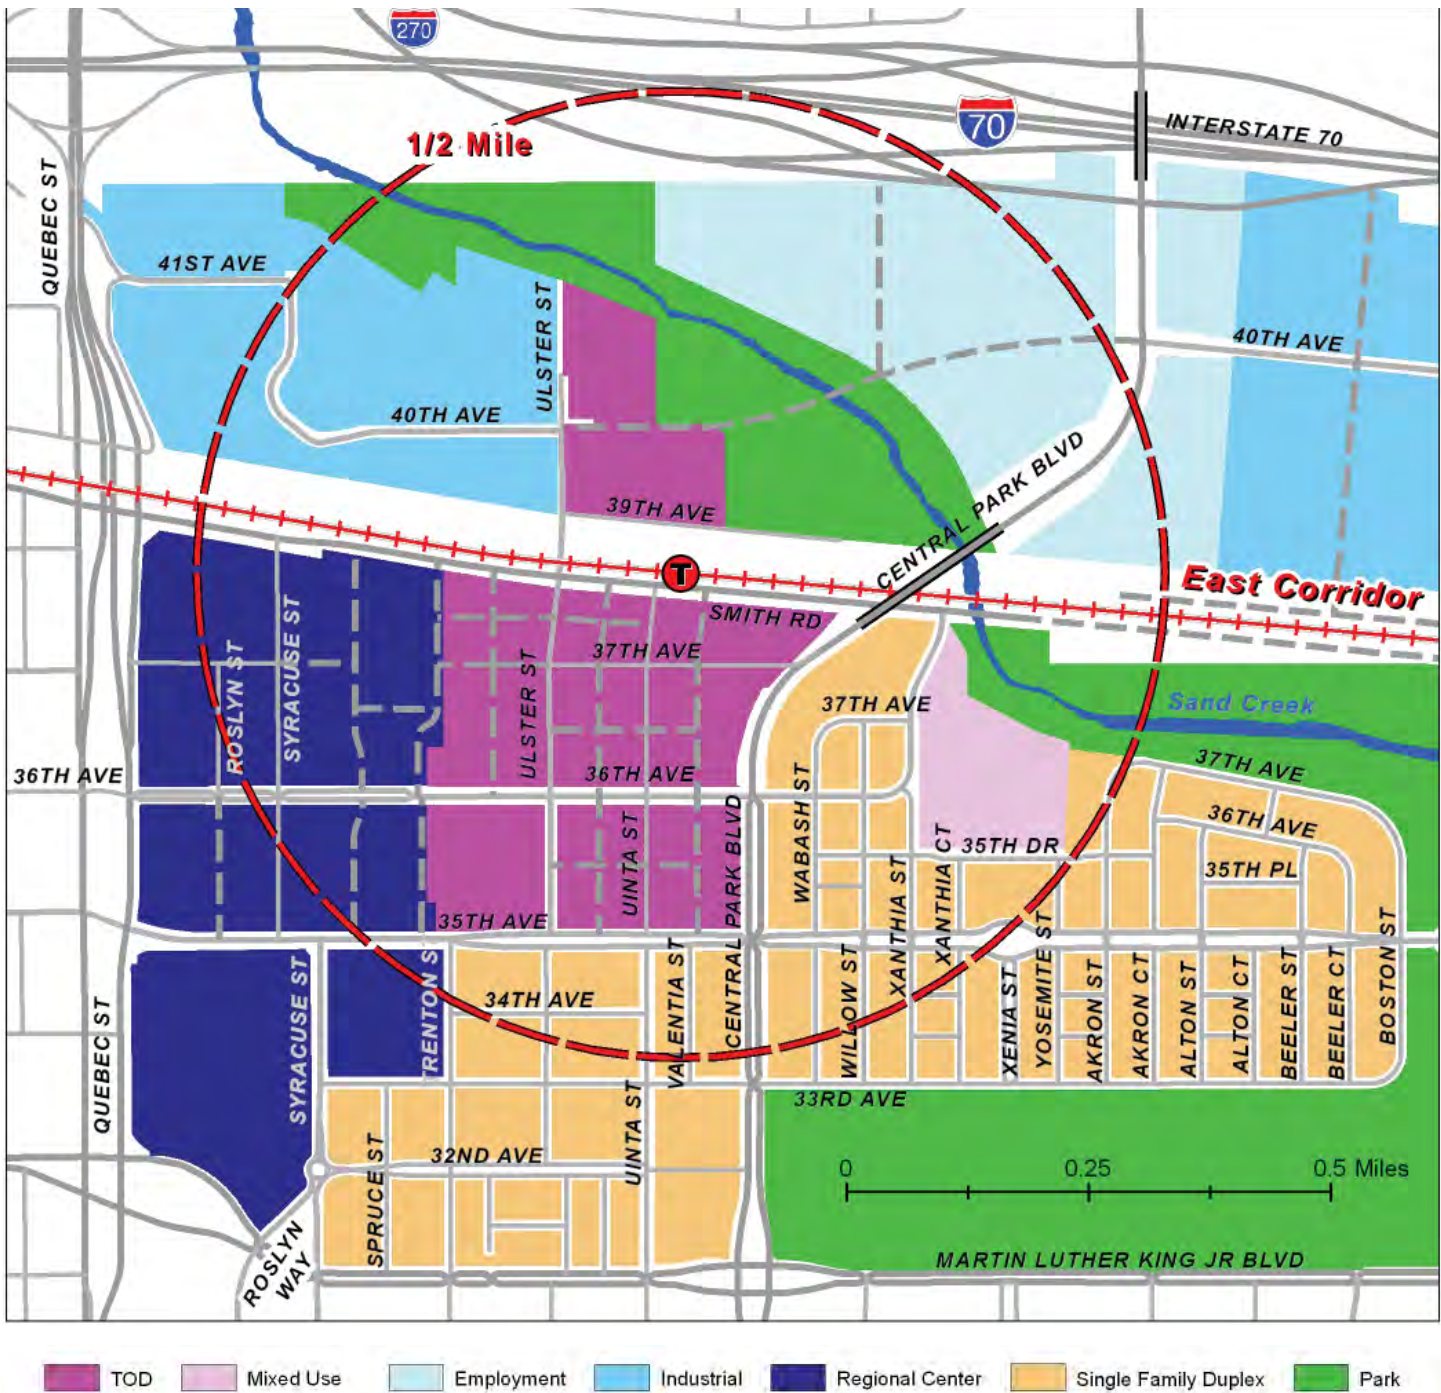 270
1/2 Mile
70
INTERSTATE 70
QUEBEC ST
41ST AVE
ULSTER ST
40TH AVE
40TH AVE
CENTRAL PARK BLVD
39TH AVE
T
East Corridor
SMITH RD
37TH AVE
ROSLYN ST
SYRACUSE ST
ULSTER ST
37TH AVE
Sand Creek
36TH AVE
36TH AVE
37TH AVE
WABASH ST
UINTA ST
CENTRAL PARK BLVD
36TH AVE
35TH DR
XANTHIA CT
XANTHIA ST
35TH PL
35TH AVE
TRENTON S
VALENTIA ST
34TH AVE
WILLOW ST
XENIA ST
YOSEMITE ST
AKRON ST
AKRON CT
ALTON ST
ALTON CT
BEELER ST
BEELER CT
BOSTON ST
QUEBEC ST
SYRACUSE ST
33RD AVE
UINTA ST
32ND AVE
SPRUCE ST
0 0.25 0.5 Miles
ROSLYN
WAY
MARTIN LUTHER KING JR BLVD
TOD Mixed Use Employment Industrial Regional Center Single Family Duplex Park